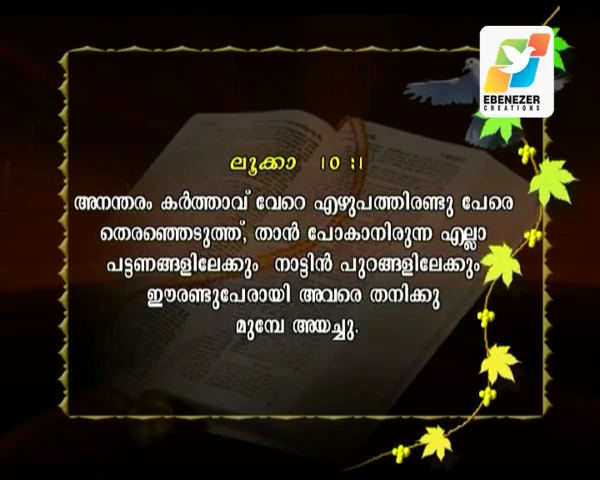 EBENEZER
CREATIONS
ലൂക്കാ 10 :1
അനന്തരം കർത്താവ് വേറെ എഴുപത്തിരണ്ടു പേരെ
തെരഞ്ഞെടുത്ത്, താൻ പോകാനിരുന്ന എല്ലാ
പട്ടണങ്ങളിലേക്കും നാട്ടിൻ പുറങ്ങളിലേക്കും
ഈരണ്ടുപേരായി അവരെ തനിക്കു
മുമ്പേ അയച്ചു.